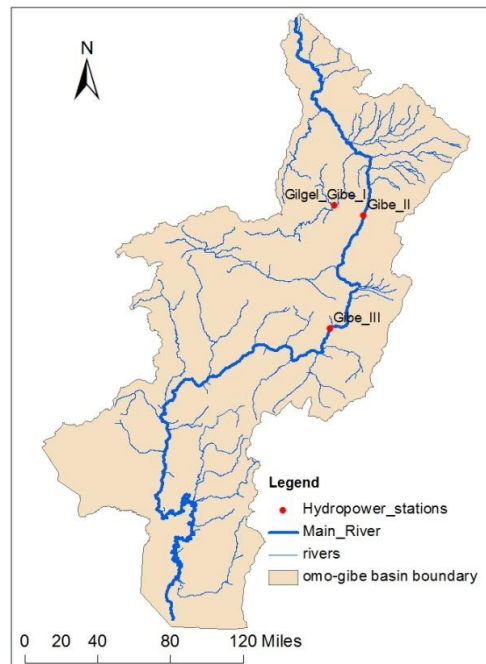 N
Gilgel_Gibe_I
Gibe_II
Gibe_III
Legend
Hydropower_stations
Main_River
rivers
omo-gibe basin boundary
0 20 40 80 120 Miles